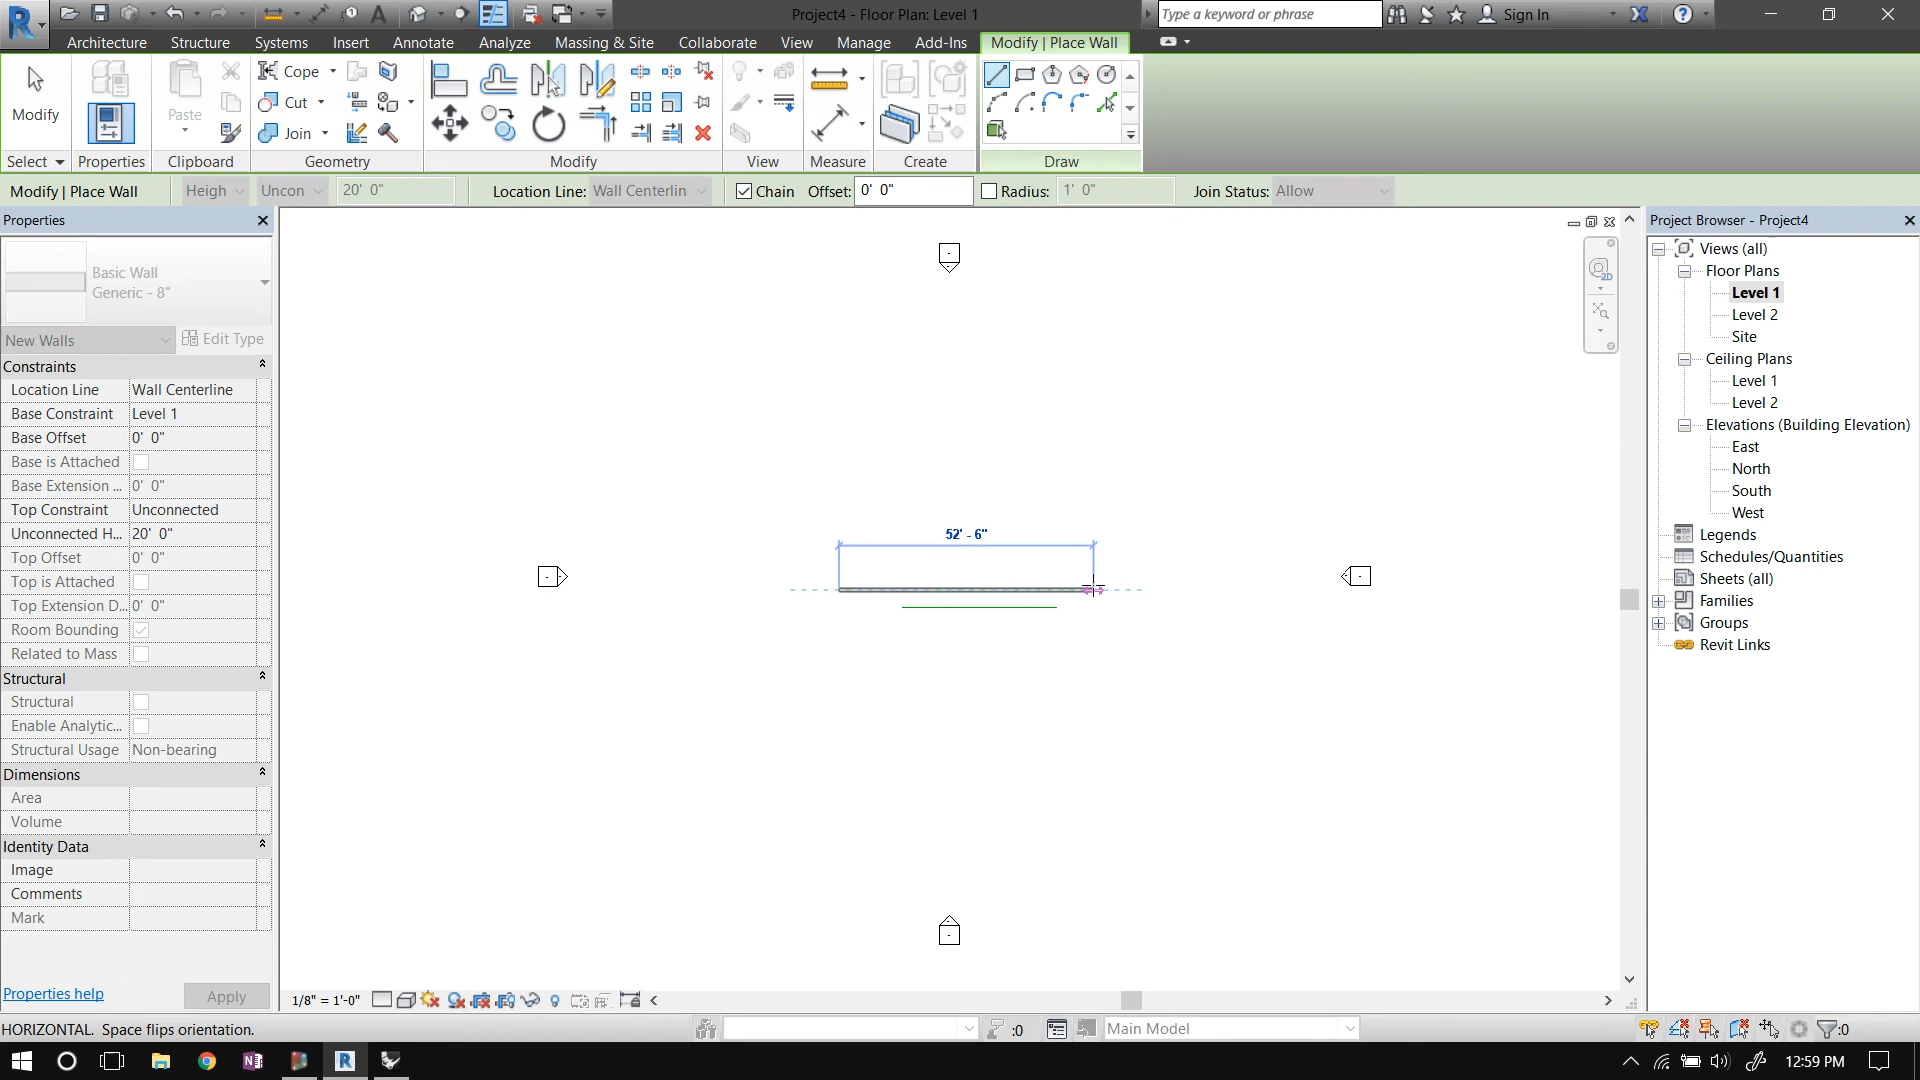 Project4 - Floor Plan: Level 1
Type a keyword or phrase
Sign In
Architecture Structure Systems Insert Annotate Analyze Massing & Site Collaborate View Manage Add-Ins Modify | Place Wall
Modify
Paste
Cope
Cut
Join
Select Properties Clipboard Geometry Modify View Measure Create Draw
Modify | Place Wall Heigh Uncon 20' 0" Location Line: Wall Centerlin Chain Offset: 0' 0" Radius: 1' 0" Join Status: Allow
Properties
Basic Wall
Generic - 8"
New Walls Edit Type
Constraints
Location Line Wall Centerline
Base Constraint Level 1
Base Offset 0' 0"
Base is Attached
Base Extension ... 0' 0"
Top Constraint Unconnected
Unconnected H... 20' 0"
Top Offset 0' 0"
Top is Attached
Top Extension D... 0' 0"
Room Bounding
Related to Mass
Structural
Structural
Enable Analytic...
Structural Usage Non-bearing
Dimensions
Area
Volume
Identity Data
Image
Comments
Mark
Properties help Apply
2D
52' - 6"
Project Browser - Project4
Views (all)
Floor Plans
Level 1
Level 2
Site
Ceiling Plans
Level 1
Level 2
Elevations (Building Elevation)
East
North
South
West
Legends
Schedules/Quantities
Sheets (all)
Families
Groups
Revit Links
1/8" = 1'-0"
HORIZONTAL. Space flips orientation.
:0
Main Model
:0
12:59 PM